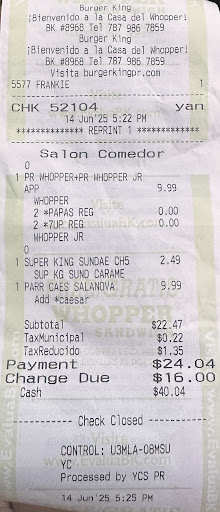 Burger King
¡Bienvenido a la Casa del Whopper!
BK #8968 Tel 787 986 7859
Burger King
¡Bienvenido a la Casa del Whopper!
BK #8968 Tel 787 986 7859
Visita burgerkingpr.com
5577 FRANKIE 1
CHK 52104 yan
14 Jun'25 5:22 PM
************** REPRINT 1 *************
Salon Comedor
0
1 PR WHOPPER+PR WHOPPER JR
APP 9.99
WHOPPER
2 *PAPAS REG 0.00
2 *7UP REG 0.00
WHOPPER JR
0
1 SUPER KING SUNDAE CH5 2.49
SUP KG SUND CARAME
1 PARR CAES SALANOVA 9.99
Add *caesar
Subtotal $22.47
TaxMunicipal $0.22
TaxReducido $1.35
Payment $24.04
Change Due $16.00
Cash $40.04
------- Check Closed -------
CONTROL: U3MLA-08MSU
YC
Processed by YCS PR
14 Jun'25 5:25 PM